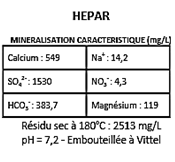 HEPAR
MINERALISATION CARACTERISTIQUE (mg/L)
Calcium : 549 Na⁺ : 14,2
SO₄²⁻ : 1530 NO₃⁻ : 4,3
HCO₃⁻ : 383,7 Magnésium : 119
Résidu sec à 180°C : 2513 mg/L
pH = 7,2 - Embouteillée à Vittel